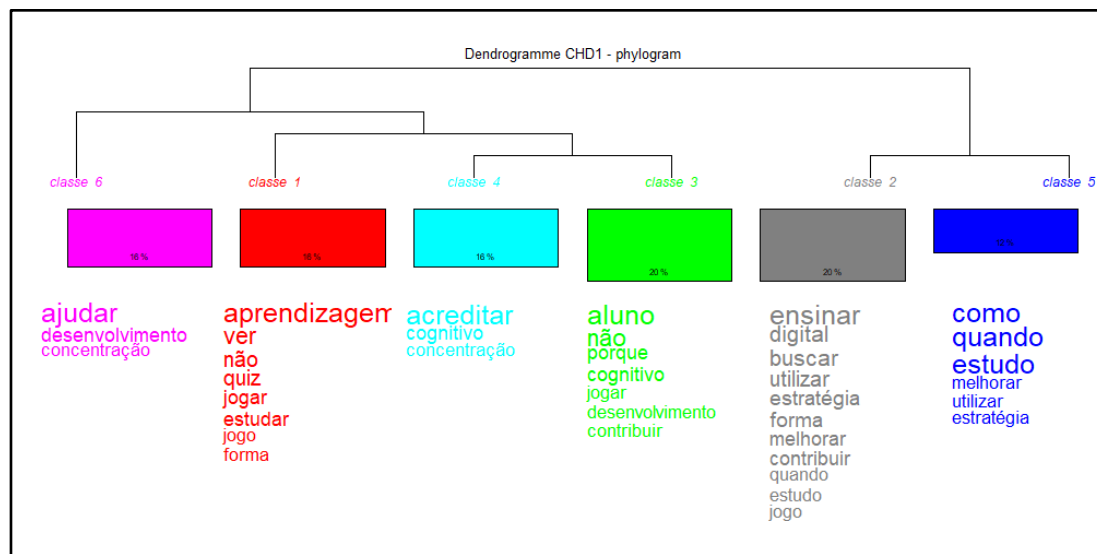 Dendrogramme CHD1 - phylogram
classe 6
classe 1
classe 4
classe 3
classe 2
classe 5
16 %
16 %
16 %
20 %
20 %
12 %
ajudar
desenvolvimento
concentração
aprendizagem
ver
não
quiz
jogar
estudar
jogo
forma
acreditar
cognitivo
concentração
aluno
não
porque
cognitivo
jogar
desenvolvimento
contribuir
ensinar
digital
buscar
utilizar
estratégia
forma
melhorar
contribuir
quando
estudo
jogo
como
quando
estudo
melhorar
utilizar
estratégia